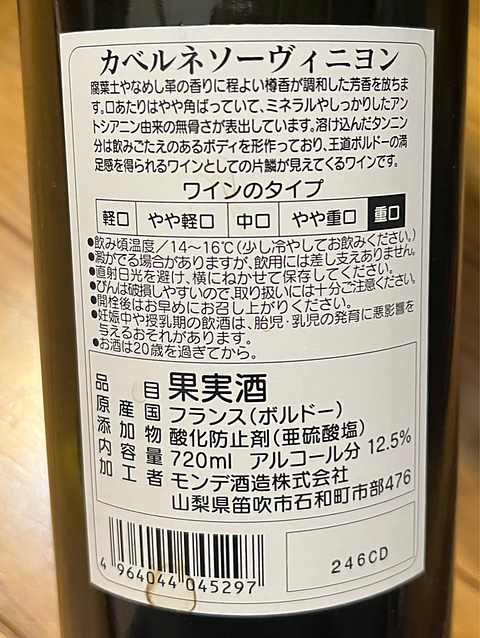 カベルネソーヴィニヨン
腐葉土やなめし革の香りに程よい樽香が調和した芳香を放ちま
す。口あたりはやや角ばっていて、ミネラルやしっかりしたアン
トシアニン由来の無骨さが表出しています。溶け込んだタンニン
分は飲みごたえのあるボディを形作っており、王道ボルドーの満
足感を得られるワインとしての片鱗が見えてくるワインです。
ワインのタイプ
軽口 やや軽口 中口 やや重口 重口
●飲み頃温度／14～16℃(少し冷やしてお飲みください。)
●澱がでる場合がありますが、飲用には差し支えありません。
●直射日光を避け、横にねかせて保存してください。
●びんは破損しやすいので、取り扱いには十分ご注意ください。
●開栓後はお早めにお召し上がりください。
●妊娠中や授乳期の飲酒は、胎児・乳児の発育に悪影響を
与えるおそれがあります。
●お酒は20歳を過ぎてから。
品目 果実酒
原産国 フランス(ボルドー)
添加物 酸化防止剤(亜硫酸塩)
内容量 720ml アルコール分 12.5%
加工者 モンデ酒造株式会社
山梨県笛吹市石和町市部476
4 964044 045297
246CD